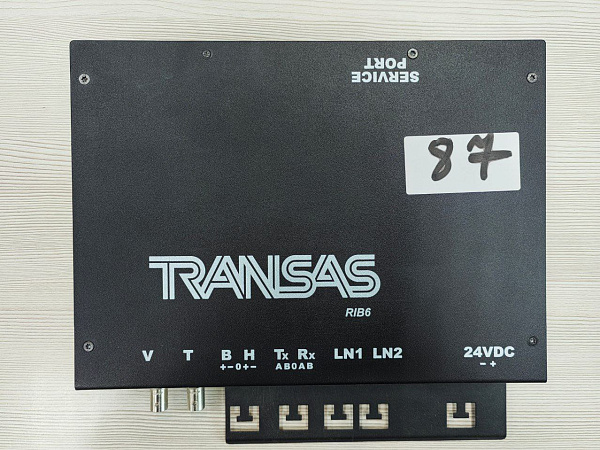 SERVICE
PORT
87
TRANSAS
RIB6
V T B H Tx Rx LN1 LN2 24VDC
+-0+- AB0AB - +